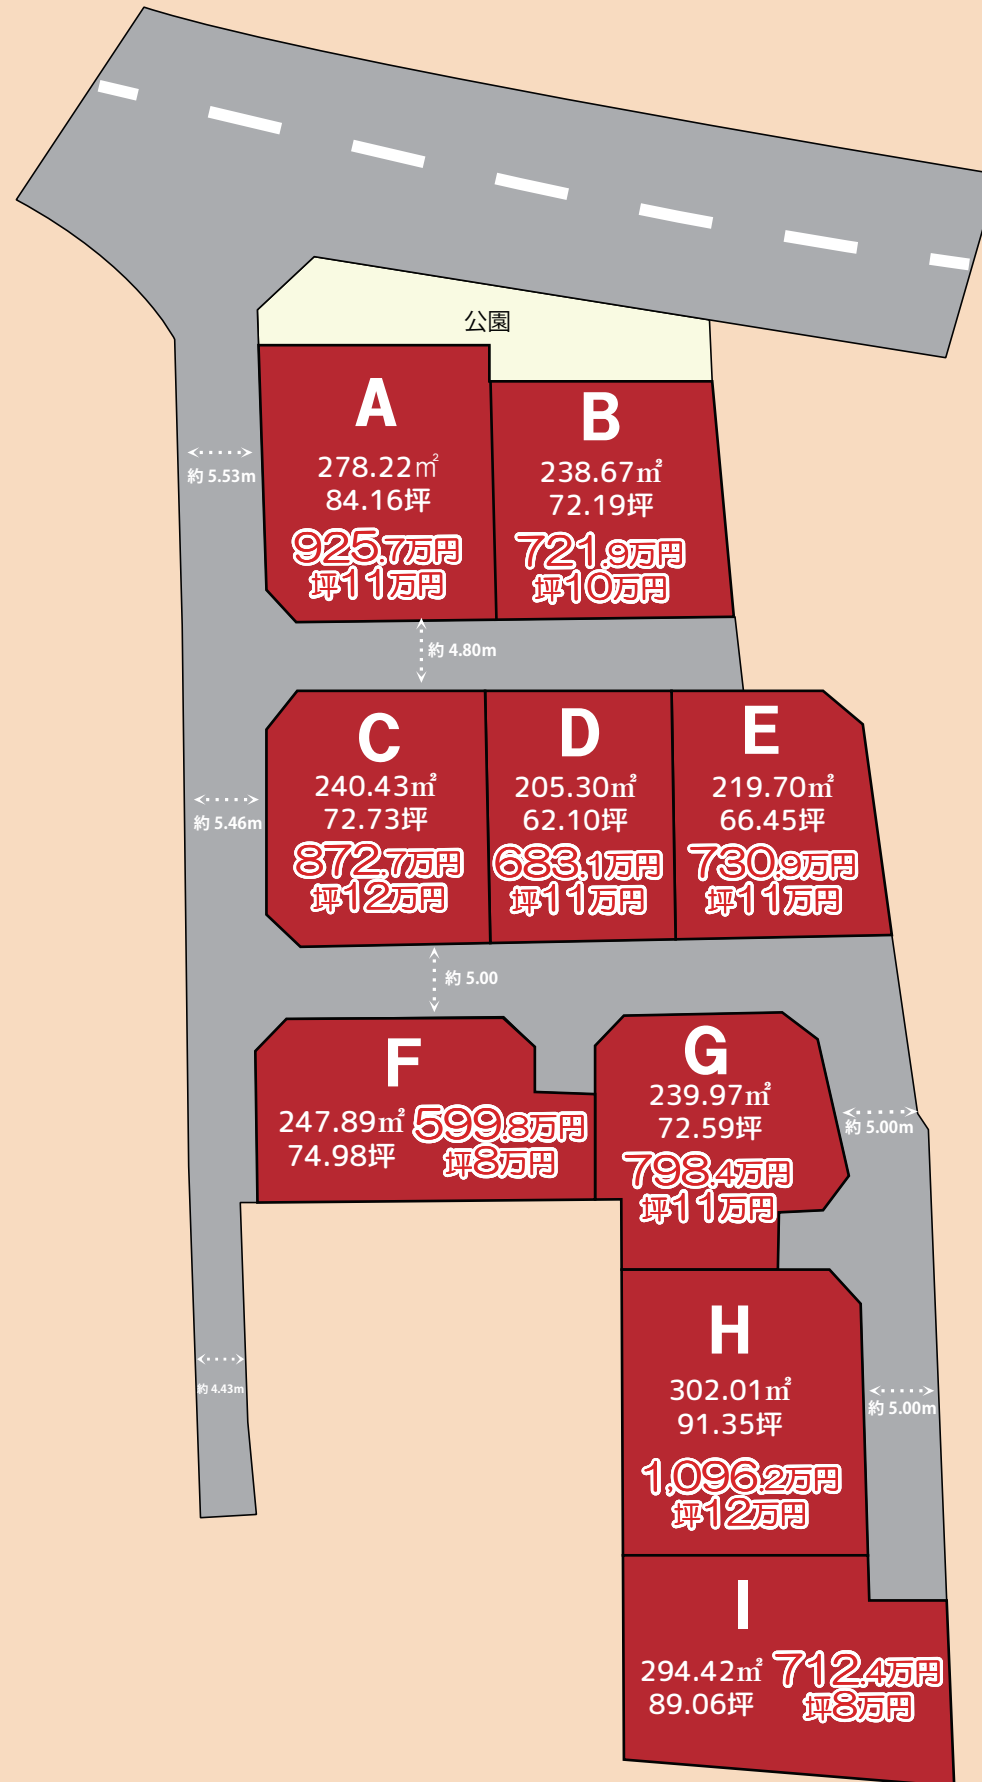 公園
A
278.22㎡
84.16坪
925.7万円
坪11万円
B
238.67㎡
72.19坪
721.9万円
坪10万円
約 5.53m
約 4.80m
C
240.43㎡
72.73坪
872.7万円
坪12万円
D
205.30㎡
62.10坪
683.1万円
坪11万円
E
219.70㎡
66.45坪
730.9万円
坪11万円
約 5.46m
約 5.00
F
247.89㎡
74.98坪
599.8万円
坪8万円
G
239.97㎡
72.59坪
798.4万円
坪11万円
約 5.00m
H
302.01㎡
91.35坪
1,096.2万円
坪12万円
約 4.43m
約 5.00m
I
294.42㎡
89.06坪
712.4万円
坪8万円